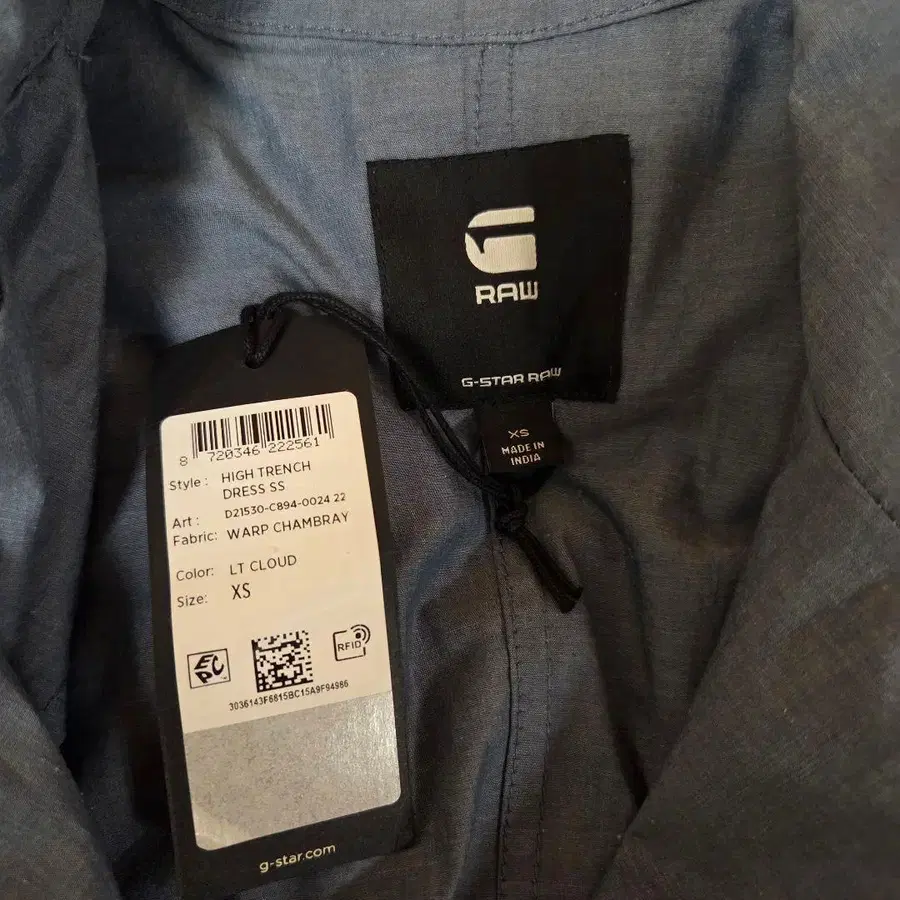 RAW
G-STAR RAW
XS
MADE IN
INDIA
8 720346 222561
Style : HIGH TRENCH
DRESS SS
Art : D21530-C894-0024 22
Fabric: WARP CHAMBRAY
Color: LT CLOUD
Size: XS
EPC
RFID
3036143F6815BC15A9F94986
g-star.com